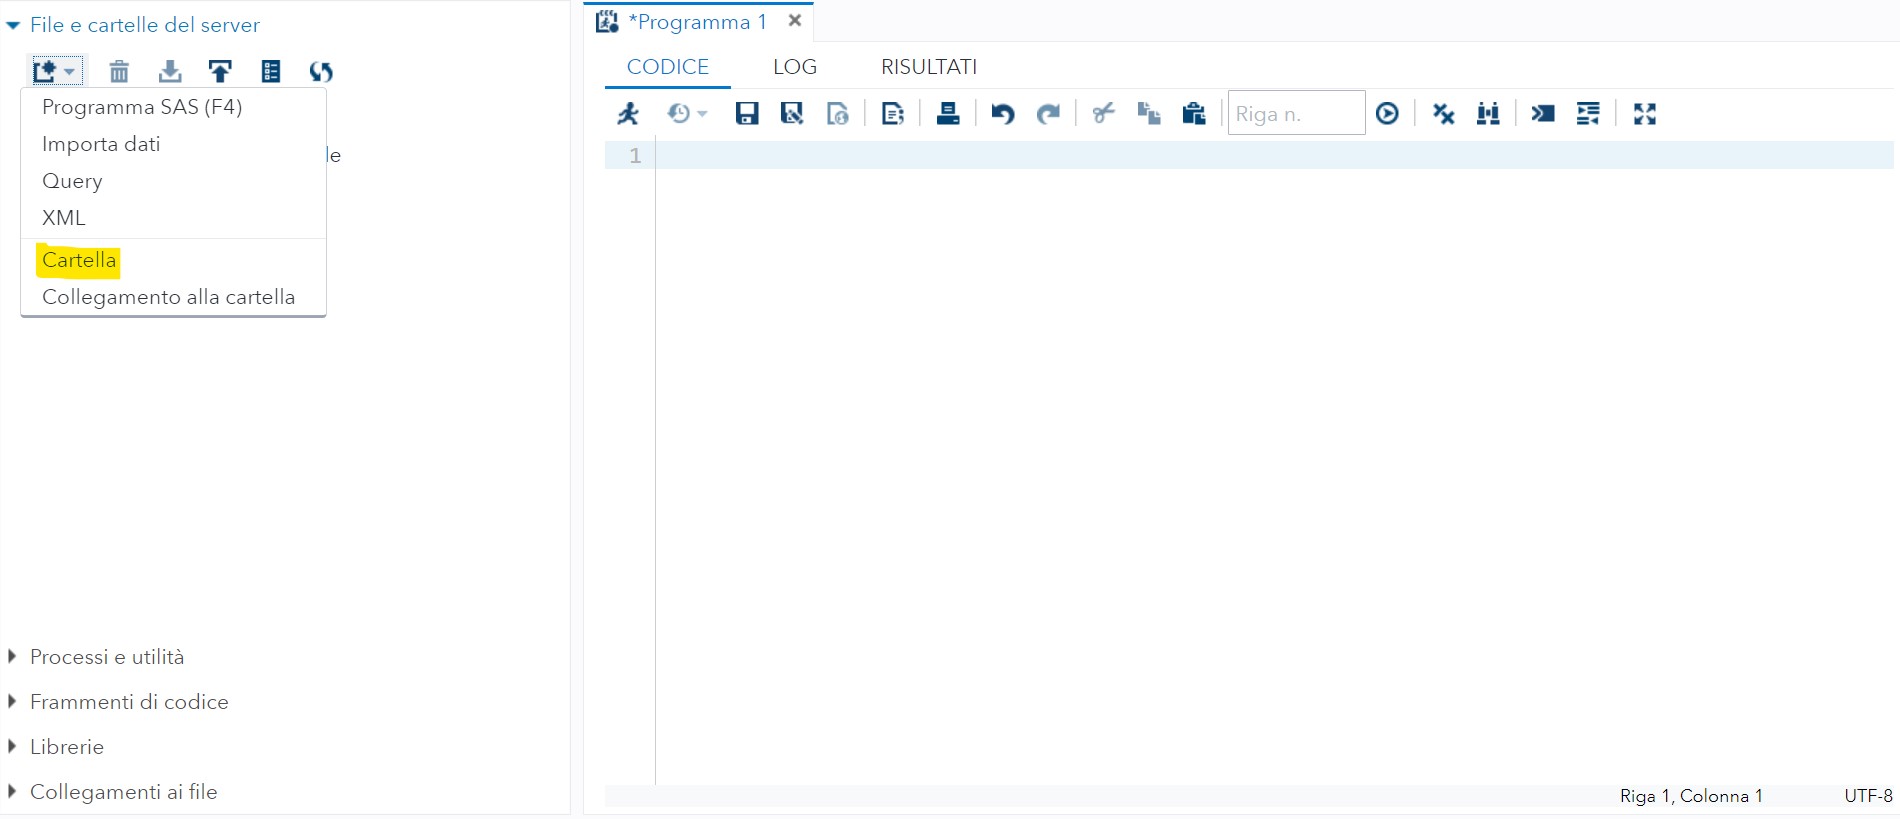 File e cartelle del server
Programma SAS (F4)
Importa dati
le
Query
XML
Cartella
Collegamento alla cartella
Processi e utilità
Frammenti di codice
Librerie
Collegamenti ai file
*Programma 1
CODICE LOG RISULTATI
Riga n.
1
Riga 1, Colonna 1 UTF-8